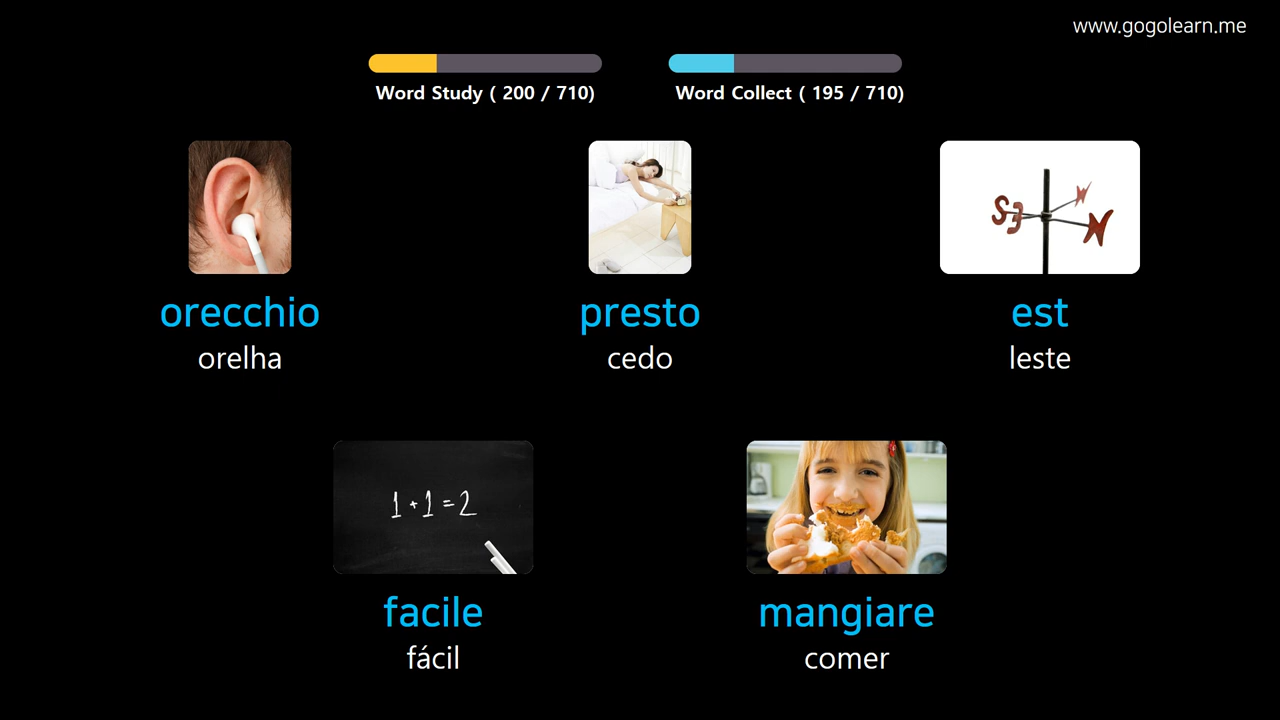 www.gogolearn.me
Word Study ( 200 / 710)
Word Collect ( 195 / 710)
S E N W
orecchio
presto
est
orelha
cedo
leste
1 + 1 = 2
facile
mangiare
fácil
comer